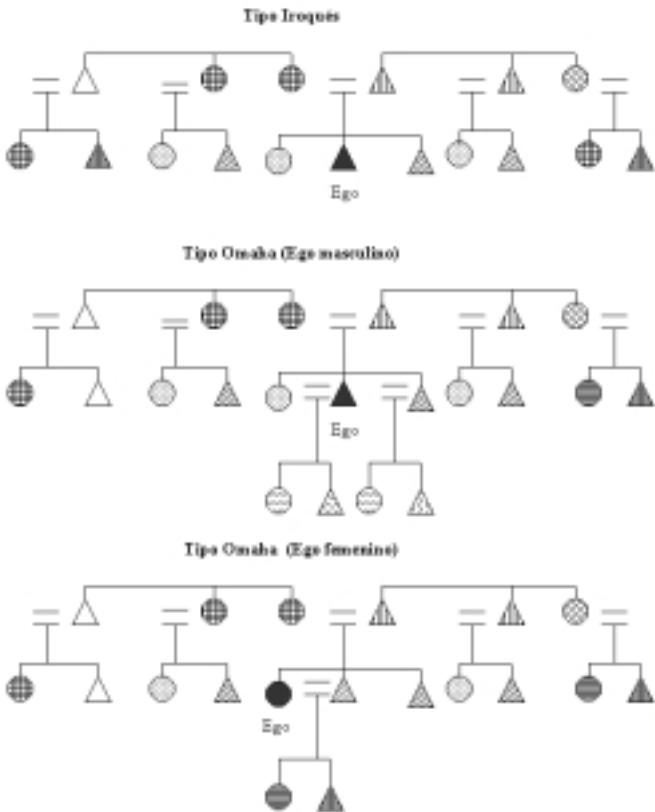 Tipo Iroqués
Ego
Tipo Omaha (Ego masculino)
Ego
Tipo Omaha (Ego femenino)
Ego